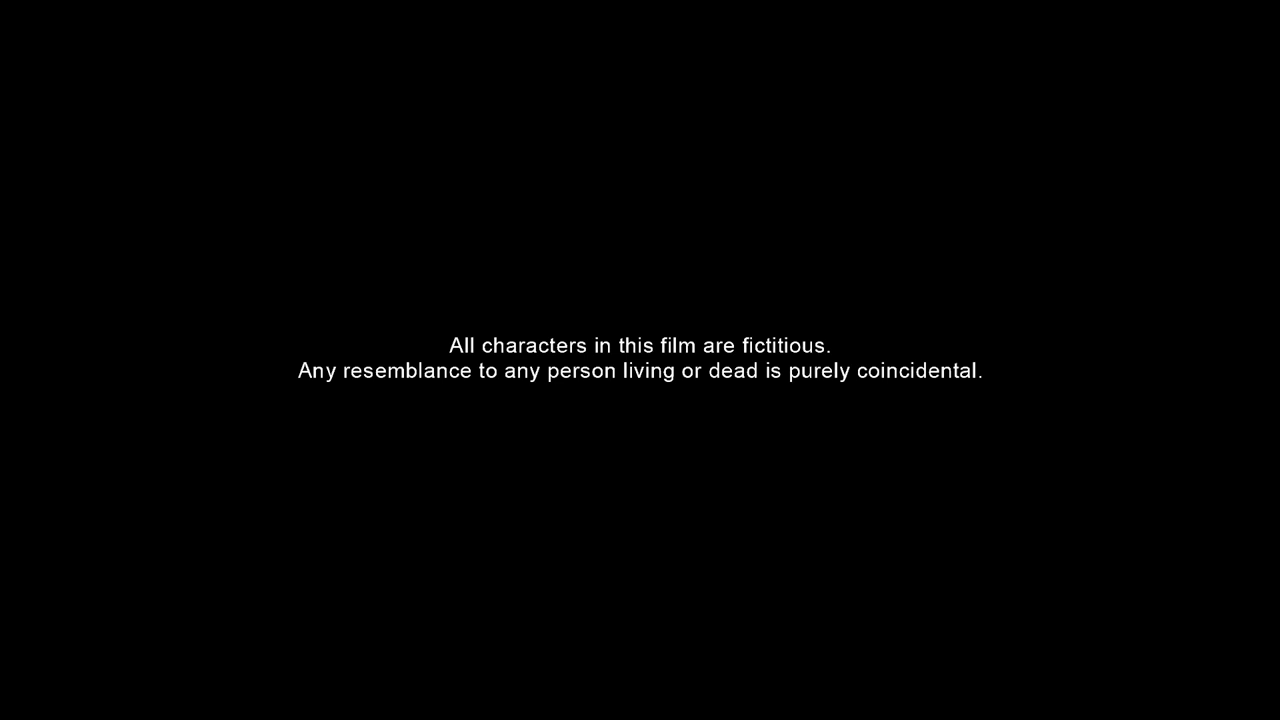 All characters in this film are fictitious.
Any resemblance to any person living or dead is purely coincidental.